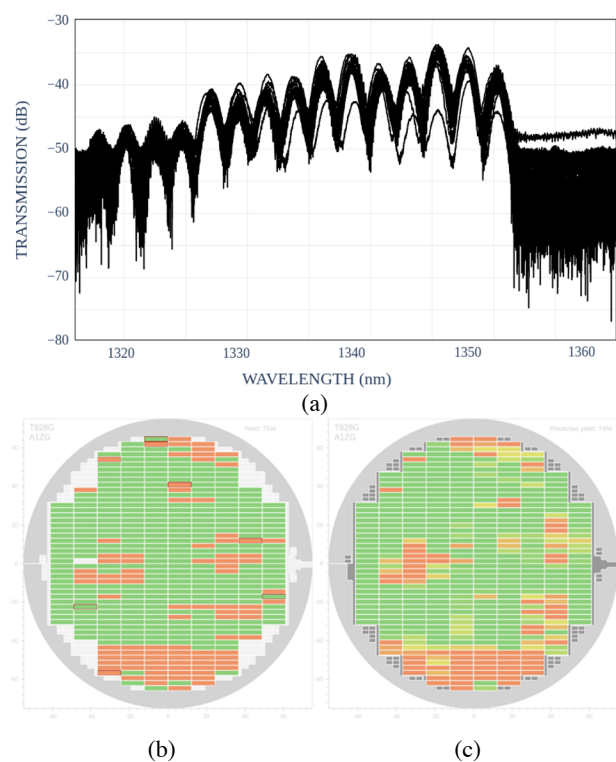 −30
−40
−50
−60
−70
−80
TRANSMISSION (dB)
1320 1330 1340 1350 1360
WAVELENGTH (nm)
(a)
T828G
A1ZG
Yield: 75%
T828G
A1ZG
Predicted yield: 74%
(b) (c)